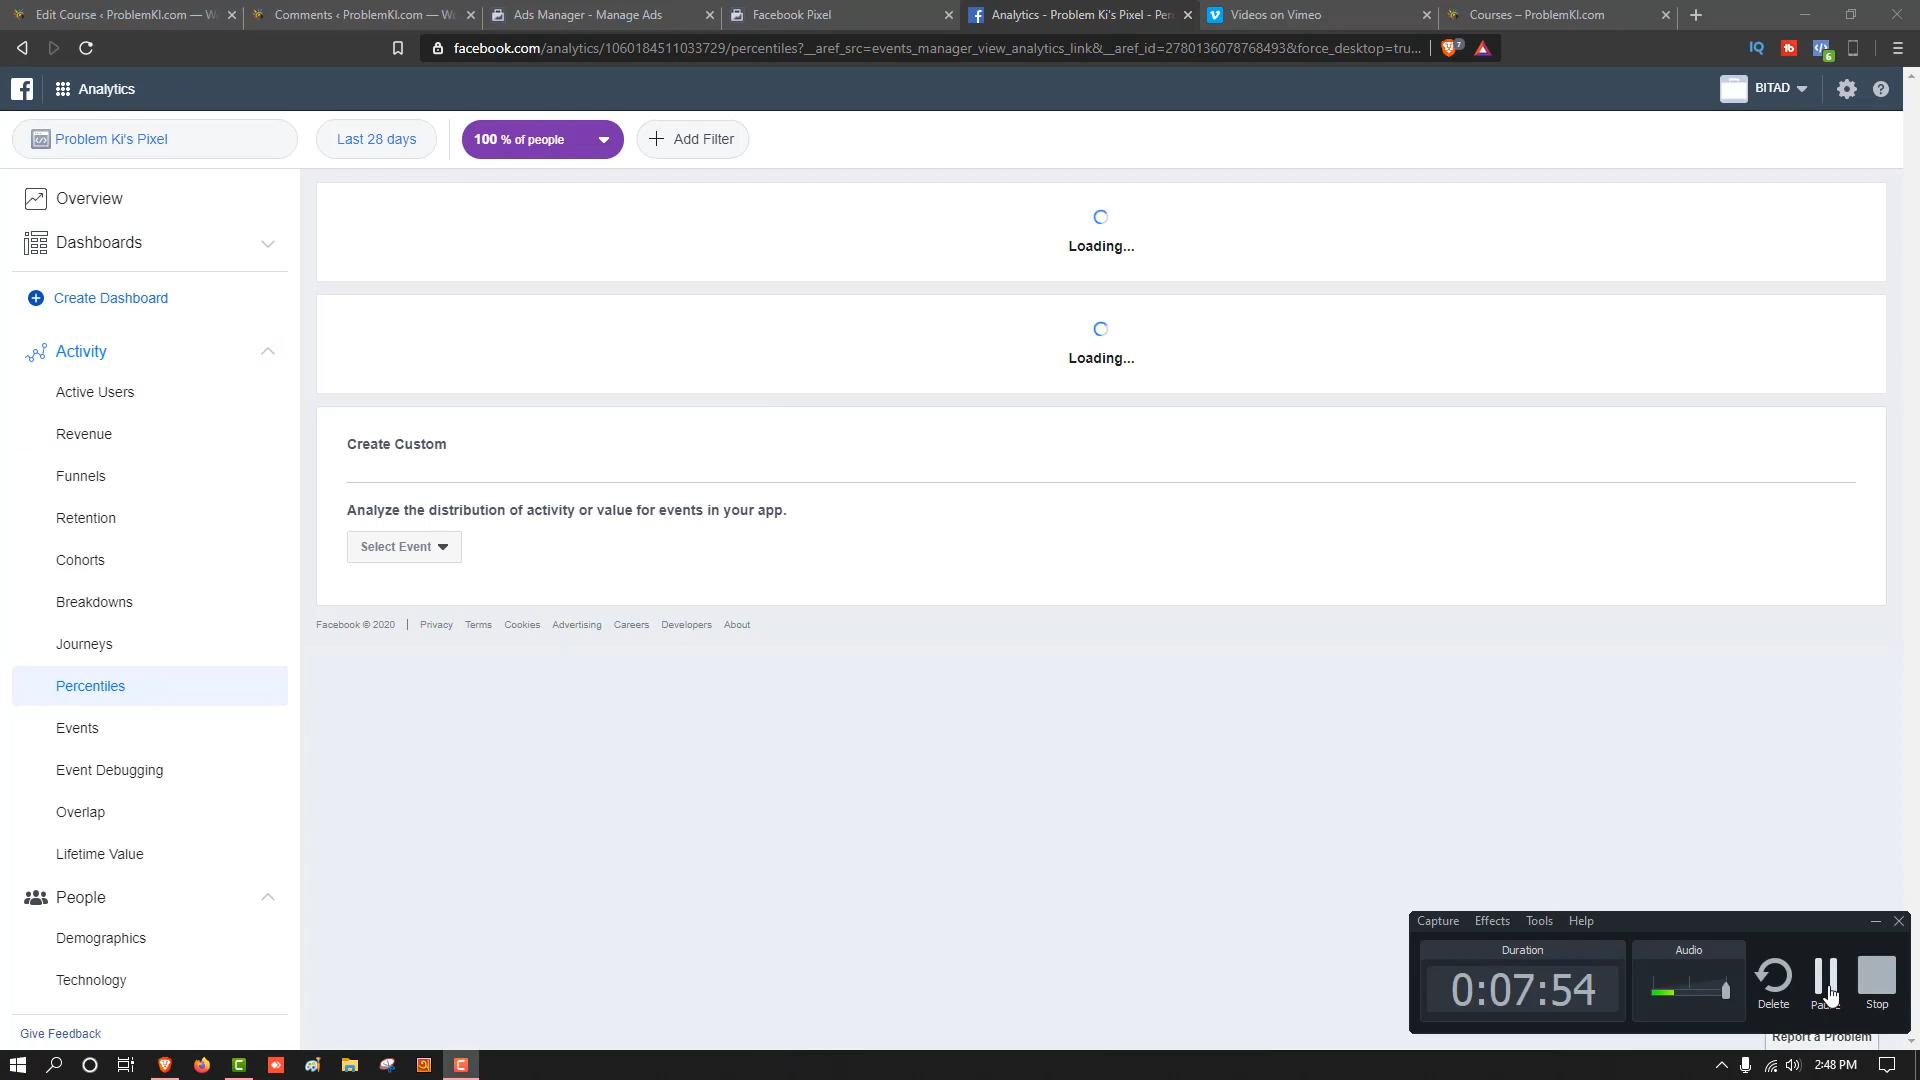 Edit Course ‹ ProblemKI.com — W
Comments ‹ ProblemKI.com — Wo
Ads Manager - Manage Ads
Facebook Pixel
Analytics - Problem Ki's Pixel - Per
Videos on Vimeo
Courses – ProblemKI.com
facebook.com/analytics/1060184511033729/percentiles?__aref_src=events_manager_view_analytics_link&__aref_id=2780136078768493&force_desktop=tru...
7
IQ
6
Analytics
BITAD
Problem Ki's Pixel
Last 28 days
100 % of people
Add Filter
Overview
Dashboards
Create Dashboard
Activity
Active Users
Revenue
Funnels
Retention
Cohorts
Breakdowns
Journeys
Percentiles
Events
Event Debugging
Overlap
Lifetime Value
People
Demographics
Technology
Give Feedback
Loading...
Loading...
Create Custom
Analyze the distribution of activity or value for events in your app.
Select Event
Facebook © 2020 | Privacy Terms Cookies Advertising Careers Developers About
Capture Effects Tools Help
Duration
0:07:54
Audio
Delete
Pause
Stop
Report a Problem
2:48 PM